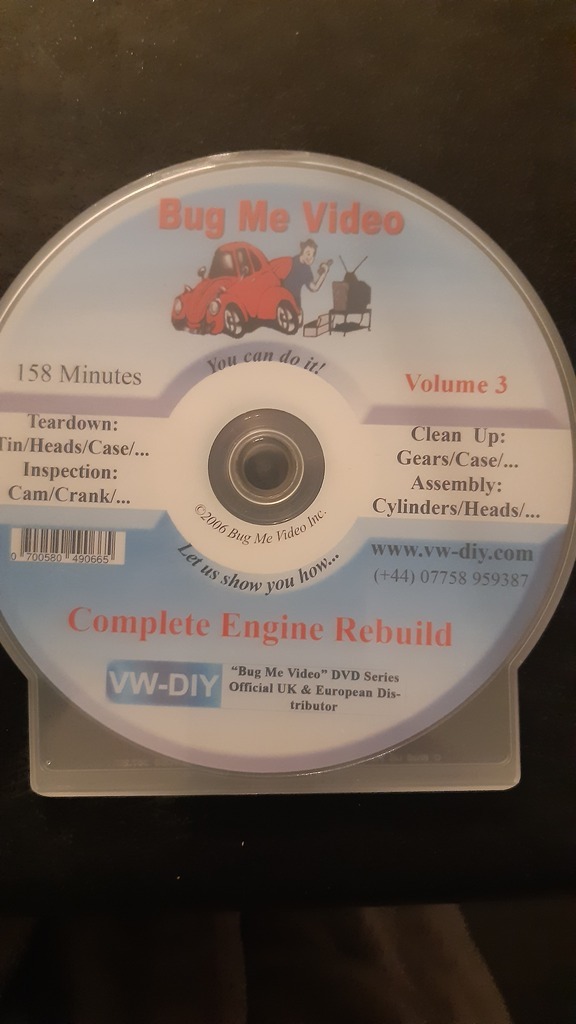 Bug Me Video
You can do it!
158 Minutes
Volume 3
Teardown:
Tin/Heads/Case/...
Inspection:
Cam/Crank/...
Clean Up:
Gears/Case/...
Assembly:
Cylinders/Heads/...
©2006 Bug Me Video Inc.
Let us show you how...
0 700580 490665
www.vw-diy.com
(+44) 07758 959387
Complete Engine Rebuild
VW-DIY
"Bug Me Video" DVD Series
Official UK & European Dis-
tributor